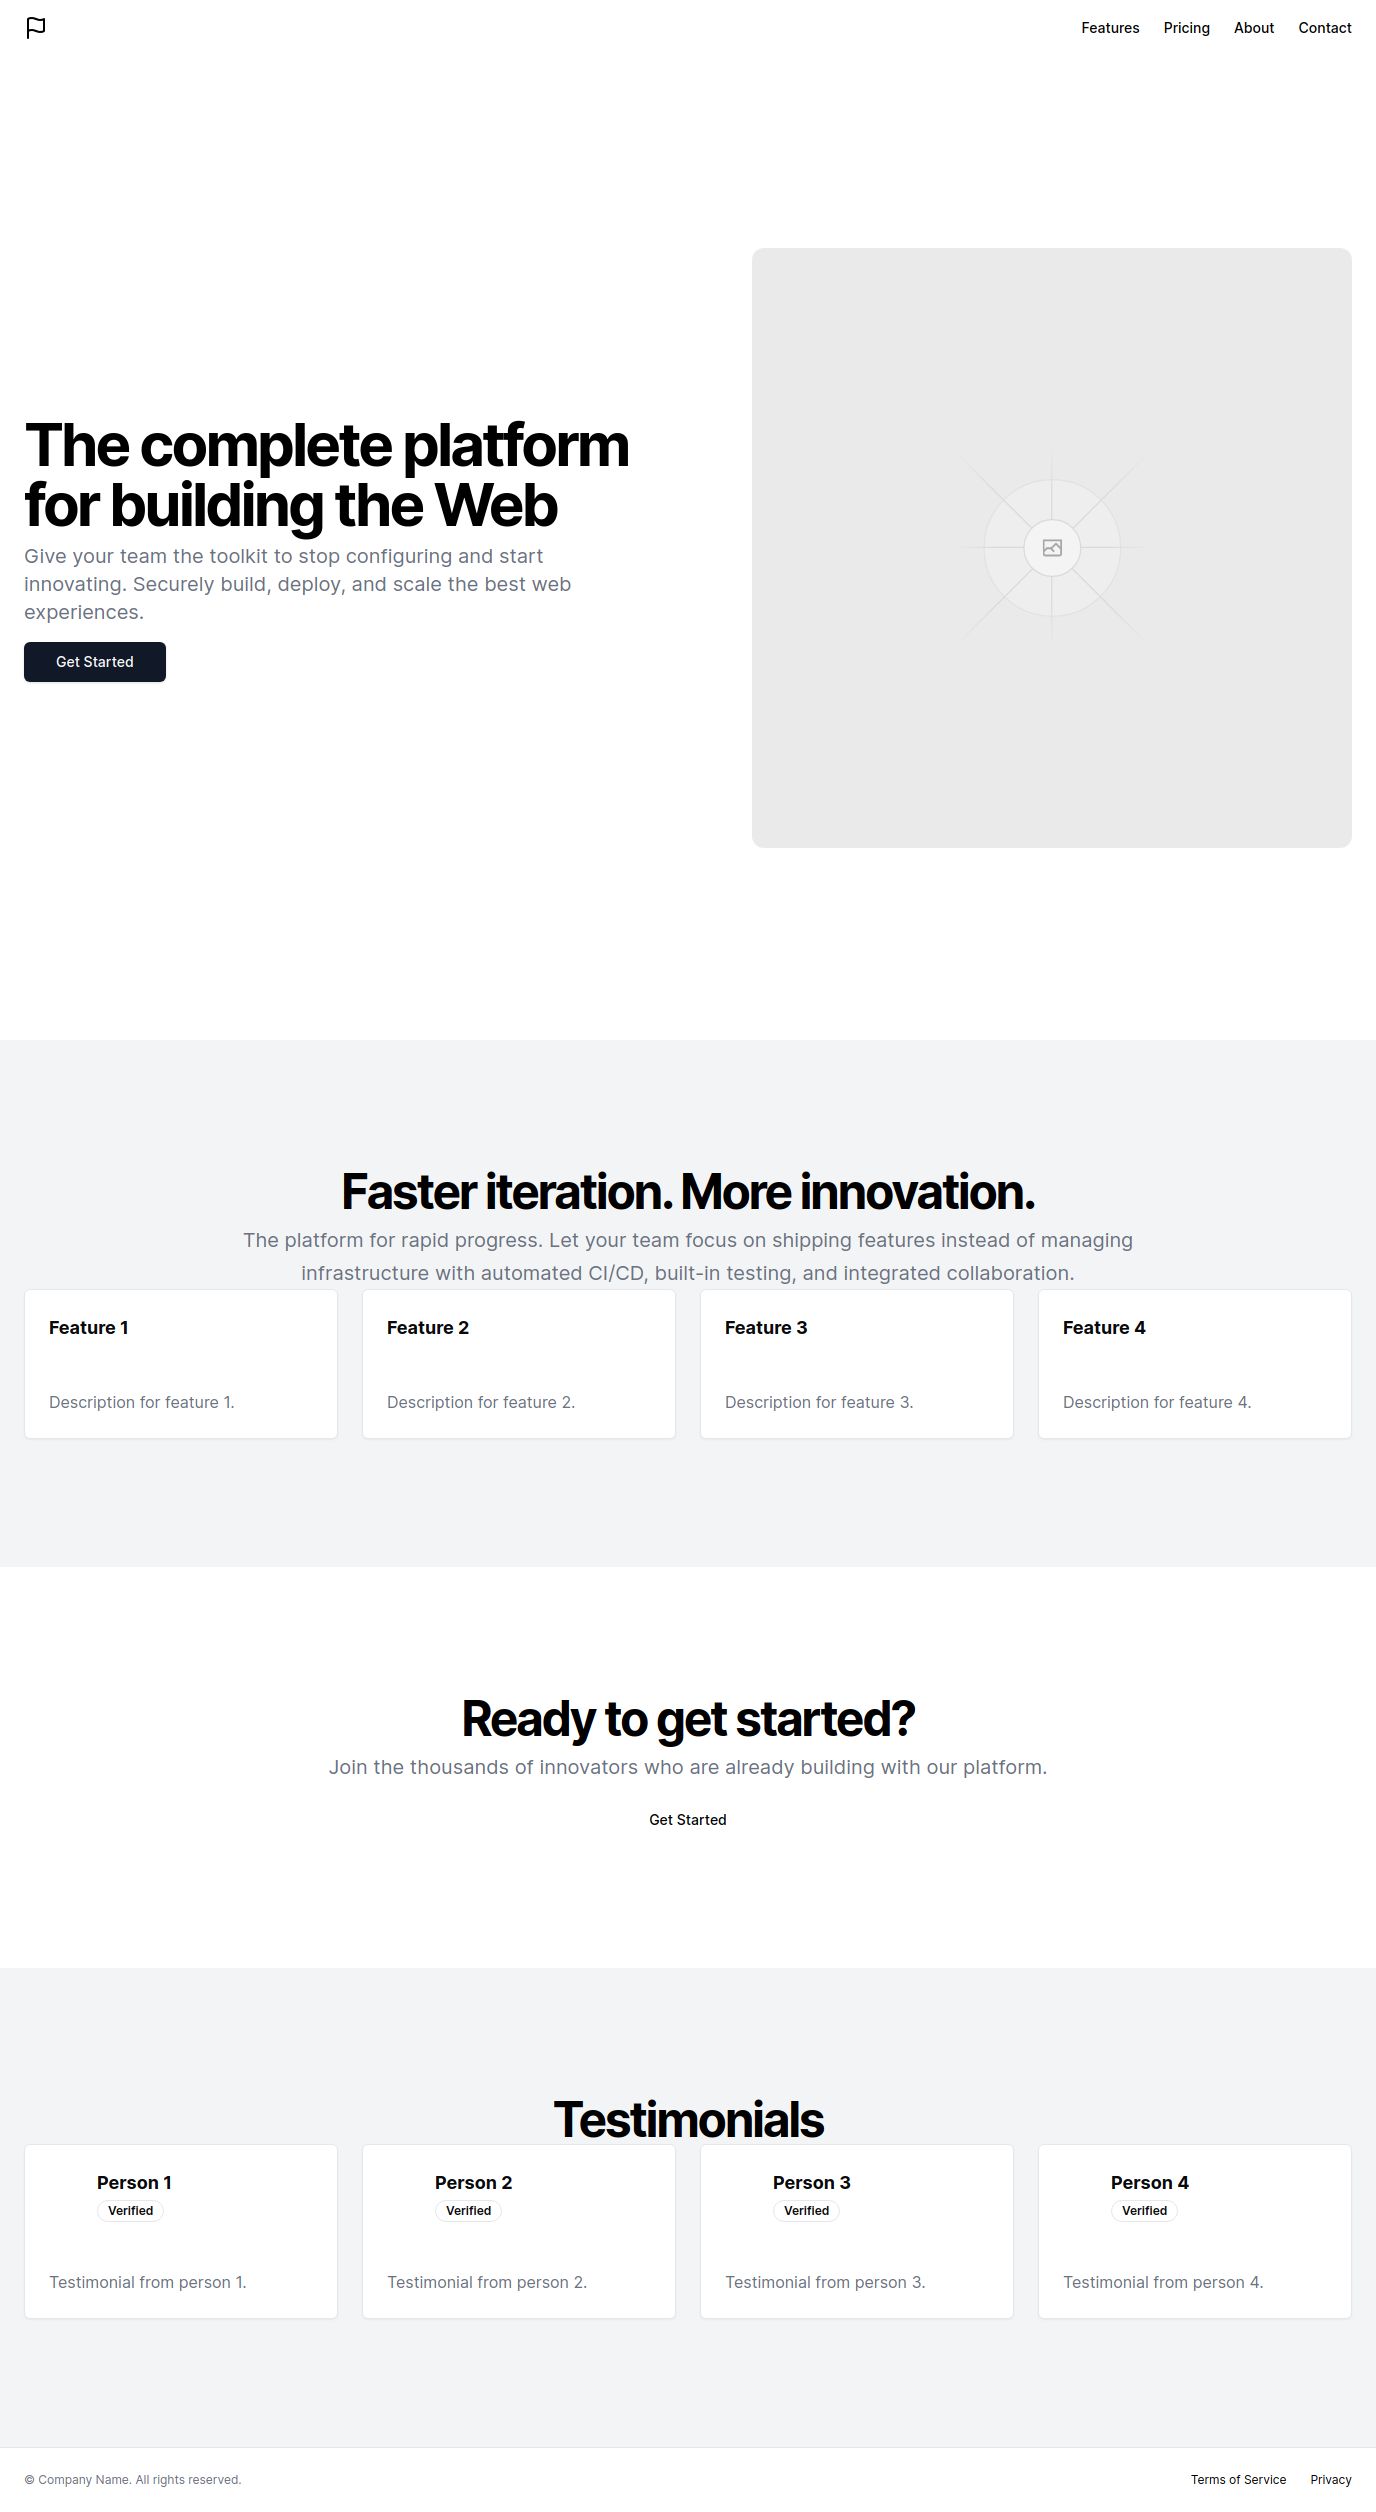 Features Pricing About Contact
The complete platform
for building the Web
Give your team the toolkit to stop configuring and start
innovating. Securely build, deploy, and scale the best web
experiences.
Get Started
Faster iteration. More innovation.
The platform for rapid progress. Let your team focus on shipping features instead of managing
infrastructure with automated CI/CD, built-in testing, and integrated collaboration.
Feature 1
Description for feature 1.
Feature 2
Description for feature 2.
Feature 3
Description for feature 3.
Feature 4
Description for feature 4.
Ready to get started?
Join the thousands of innovators who are already building with our platform.
Get Started
Testimonials
Person 1
Verified
Testimonial from person 1.
Person 2
Verified
Testimonial from person 2.
Person 3
Verified
Testimonial from person 3.
Person 4
Verified
Testimonial from person 4.
© Company Name. All rights reserved.
Terms of Service Privacy